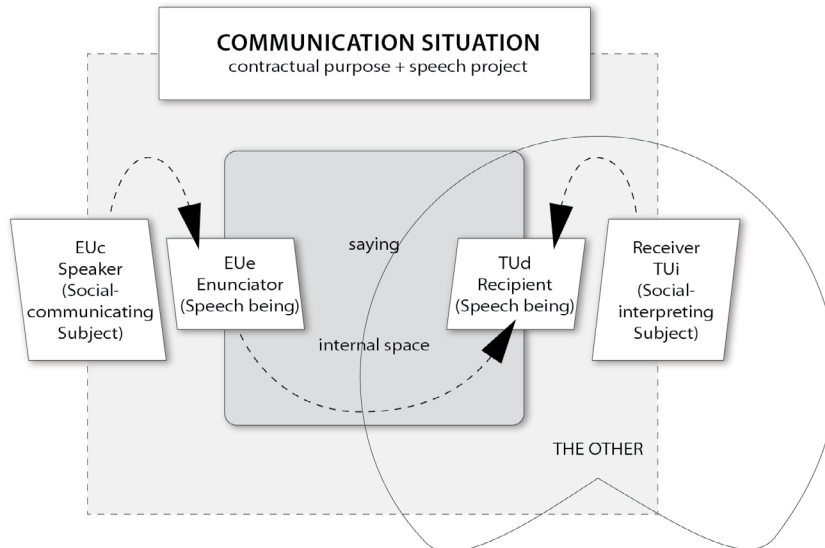 COMMUNICATION SITUATION
contractual purpose + speech project
EUc
Speaker
(Social-
communicating
Subject)
EUe
Enunciator
(Speech being)
saying
internal space
TUd
Recipient
(Speech being)
Receiver
TUi
(Social-
interpreting
Subject)
THE OTHER